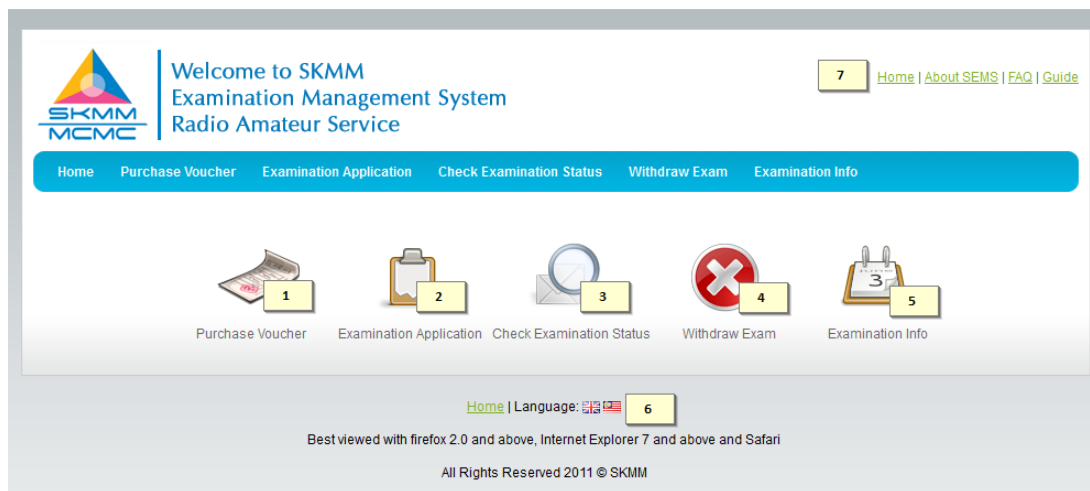 SKMM
MCMC
Welcome to SKMM
Examination Management System
Radio Amateur Service
7
Home | About SEMS | FAQ | Guide
Home Purchase Voucher Examination Application Check Examination Status Withdraw Exam Examination Info
JUNE
3
1 2 3 4 5
Purchase Voucher Examination Application Check Examination Status Withdraw Exam Examination Info
Home | Language: 6
Best viewed with firefox 2.0 and above, Internet Explorer 7 and above and Safari
All Rights Reserved 2011 © SKMM